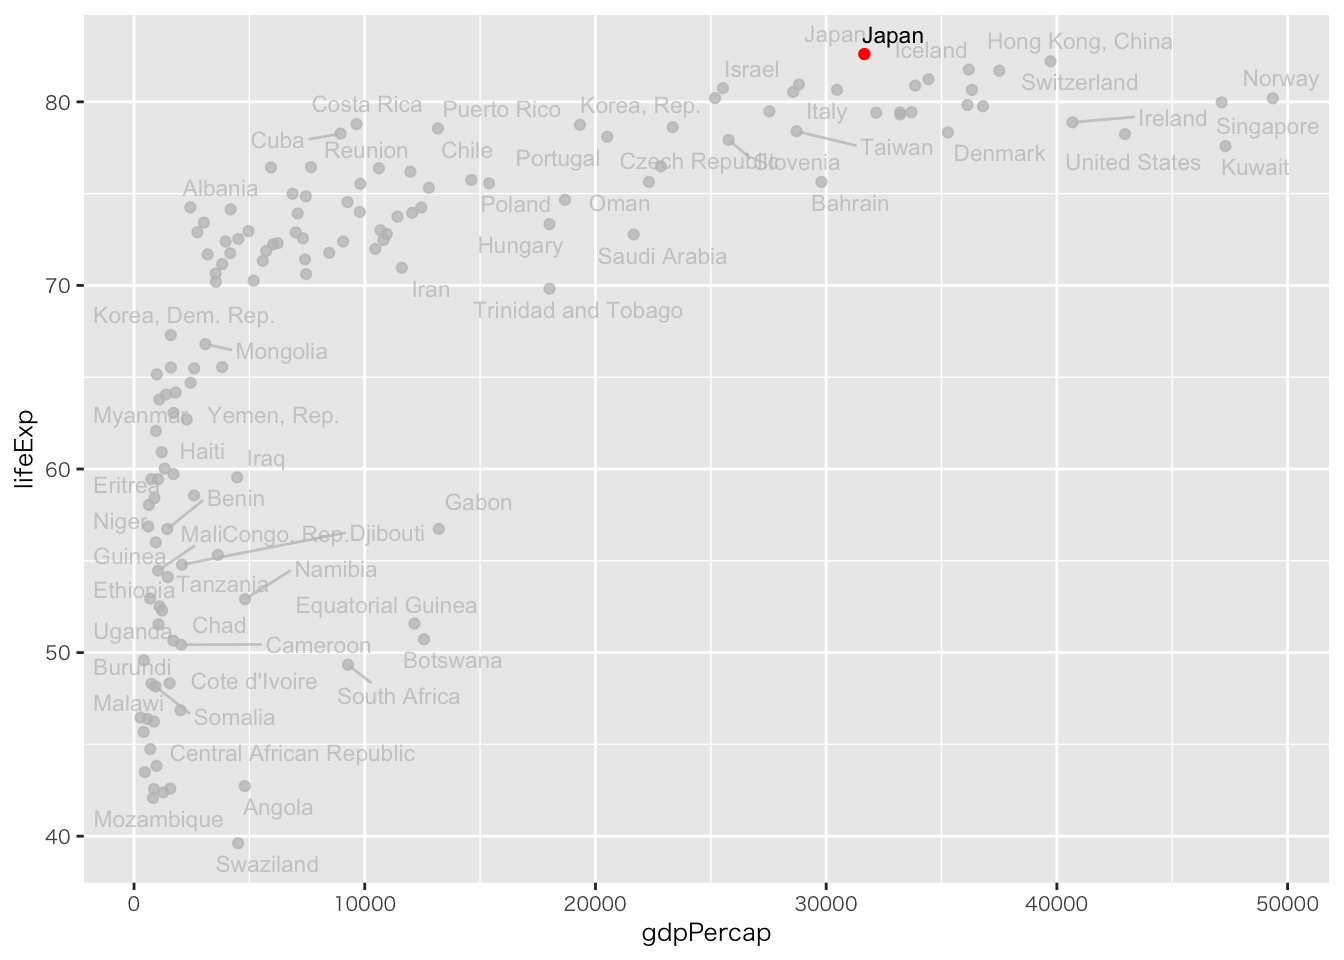 Japan
Japan
Iceland
Hong Kong, China
Israel
Switzerland
Norway
80
Costa Rica
Puerto Rico
Korea, Rep.
Italy
Ireland
Singapore
Cuba
Reunion
Chile
Portugal
Czech Republic
Slovenia
Taiwan
Denmark
United States
Kuwait
Albania
Poland
Oman
Bahrain
Hungary
Saudi Arabia
70
Iran
Trinidad and Tobago
Korea, Dem. Rep.
Mongolia
Myanmar
Yemen, Rep.
Haiti
Iraq
60
Eritrea
Benin
Gabon
Niger
Mali
Congo, Rep.
Djibouti
Guinea
Namibia
Ethiopia
Tanzania
Equatorial Guinea
Uganda
Chad
50
Cameroon
Botswana
Burundi
Cote d'Ivoire
South Africa
Malawi
Somalia
Central African Republic
Angola
Mozambique
40
Swaziland
lifeExp
0 10000 20000 30000 40000 50000
gdpPercap